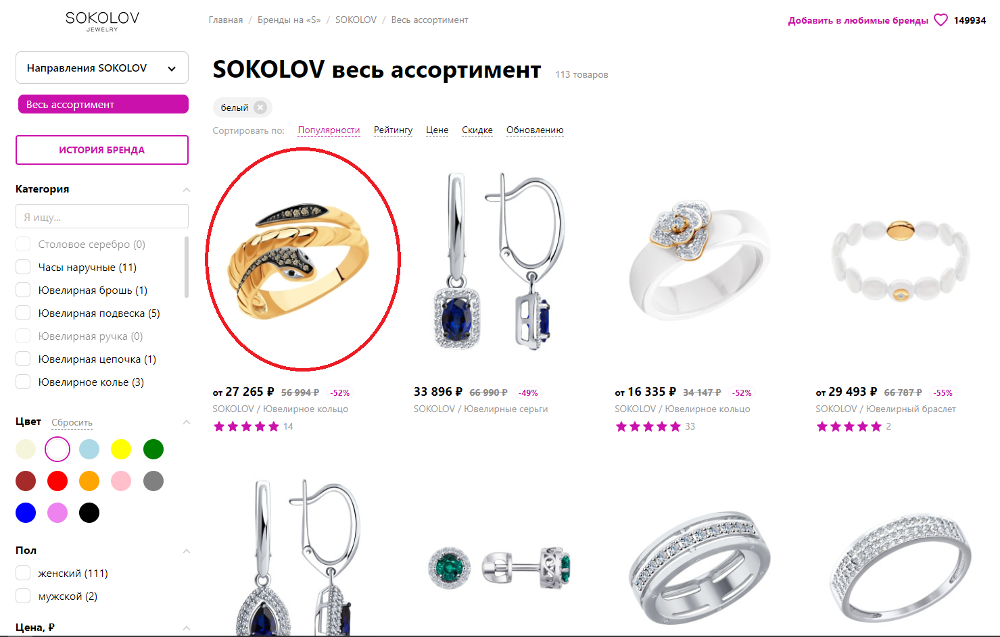 SOKOLOV
JEWELRY
Главная / Бренды на «S» / SOKOLOV / Весь ассортимент
Добавить в любимые бренды 149934
Направления SOKOLOV
Весь ассортимент
ИСТОРИЯ БРЕНДА
Категория
Я ищу...
Столовое серебро (0)
Часы наручные (11)
Ювелирная брошь (1)
Ювелирная подвеска (5)
Ювелирная ручка (0)
Ювелирная цепочка (1)
Ювелирное колье (3)
Цвет Сбросить
Пол
женский (111)
мужской (2)
Цена, ₽
SOKOLOV весь ассортимент 113 товаров
белый
Сортировать по: Популярности Рейтингу Цене Скидке Обновлению
от 27 265 ₽ 56 994 ₽ -52%
SOKOLOV / Ювелирное кольцо
14
33 896 ₽ 66 990 ₽ -49%
SOKOLOV / Ювелирные серьги
от 16 335 ₽ 34 147 ₽ -52%
SOKOLOV / Ювелирное кольцо
33
от 29 493 ₽ 66 787 ₽ -55%
SOKOLOV / Ювелирный браслет
2